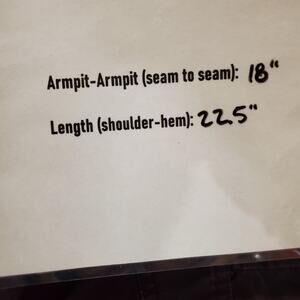 Armpit-Armpit (seam to seam): 18"
Length (shoulder-hem): 22.5"